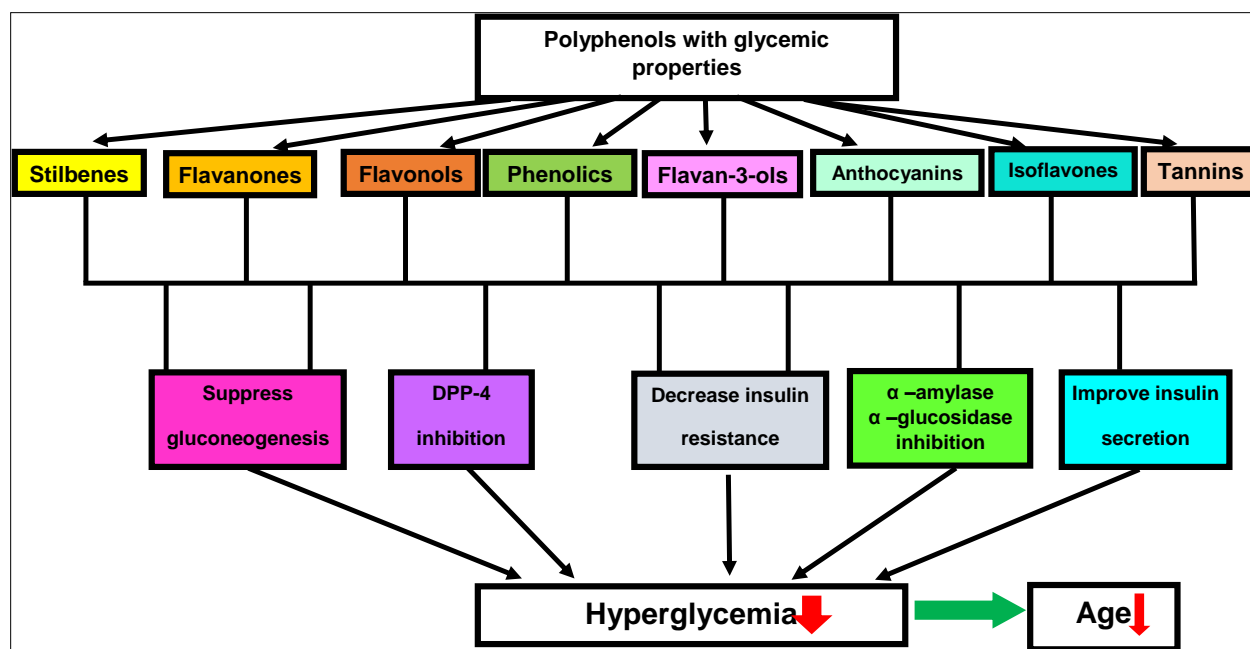 Polyphenols with glycemic
properties
Stilbenes
Flavanones
Flavonols
Phenolics
Flavan-3-ols
Anthocyanins
Isoflavones
Tannins
Suppress
gluconeogenesis
DPP-4
inhibition
Decrease insulin
resistance
α –amylase
α –glucosidase
inhibition
Improve insulin
secretion
Hyperglycemia
Age